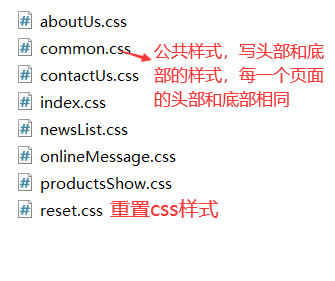 aboutUs.css
common.css
公共样式，写头部和底
部的样式，每一个页面
的头部和底部相同
contactUs.css
index.css
newsList.css
onlineMessage.css
productsShow.css
reset.css 重置css样式